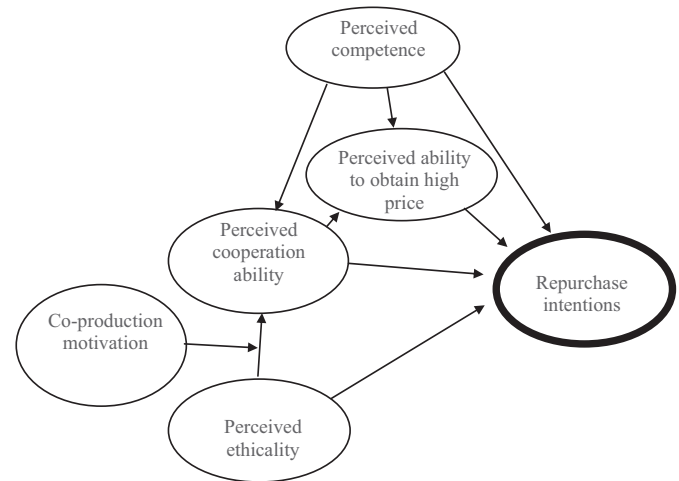 Perceived
competence
Perceived ability
to obtain high
price
Perceived
cooperation
ability
Repurchase
intentions
Co-production
motivation
Perceived
ethicality